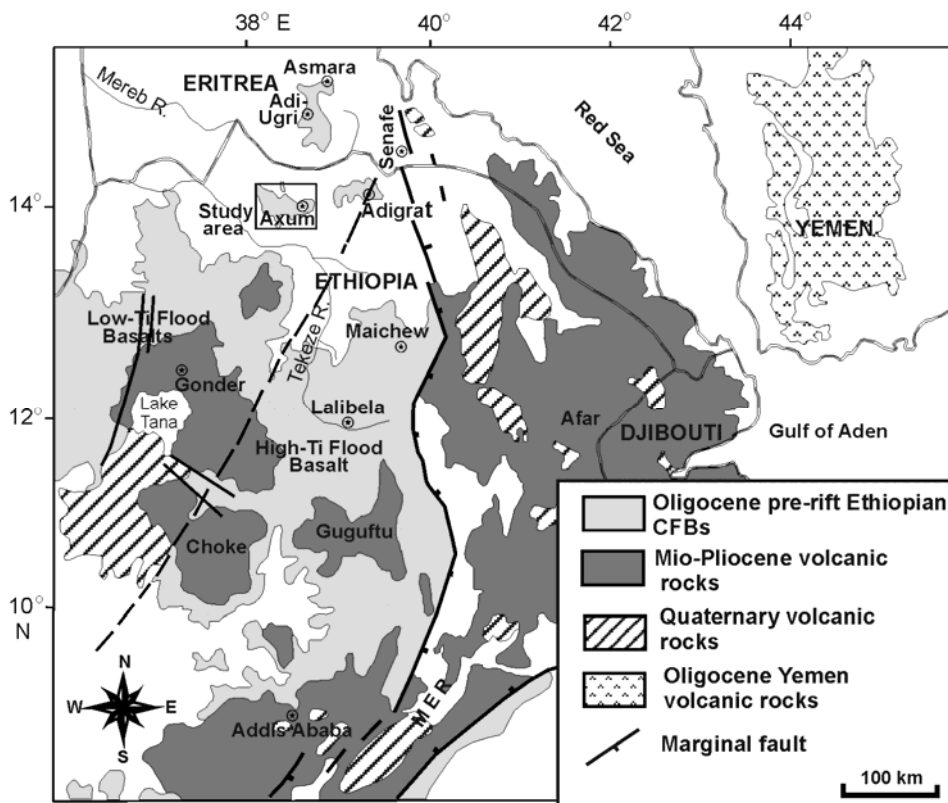 38°
40°
42°
44°
Asmara
ERITREA
Mereb R.
Adi-
Ugri
Senafe
Red Sea
14°
Study
area
Axum
Adigrat
YEMEN
ETHIOPIA
Low-Ti Flood
Basalts
Tekeze R.
Maichew
Gonder
Lake
Tana
12°
Lalibela
Afar
DJIBOUTI
Gulf of Aden
High-Ti Flood
Basalt
Choke
Guguftu
10°
N
N
W
E
S
MER
Addis Ababa
Oligocene pre-rift Ethiopian
CFBs
Mio-Pliocene volcanic
rocks
Quaternary volcanic
rocks
Oligocene Yemen
volcanic rocks
Marginal fault
100 km